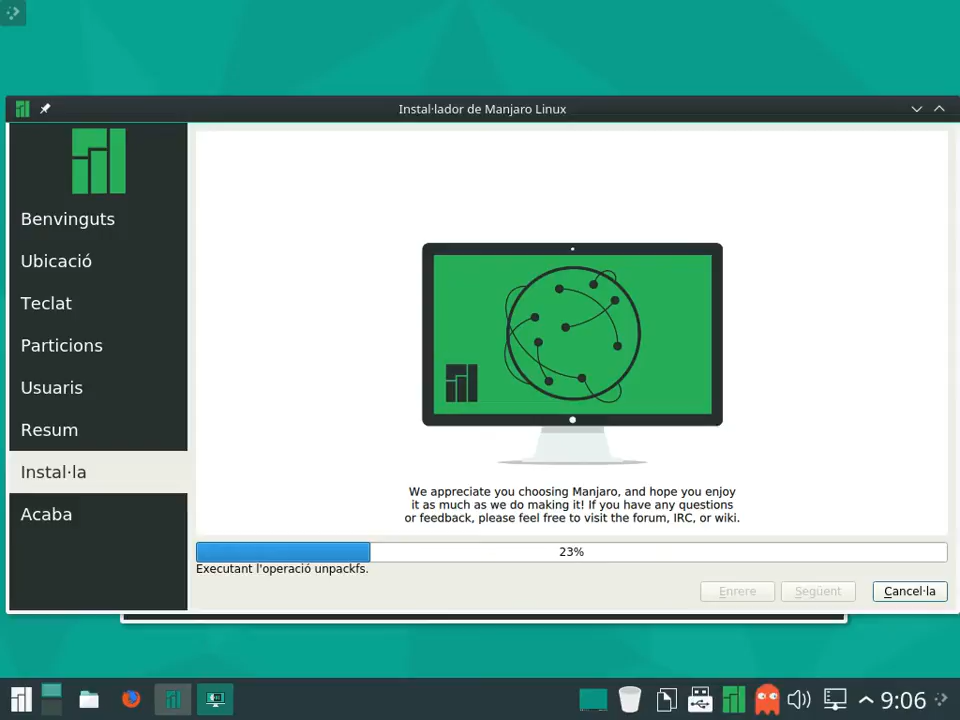 Instal·lador de Manjaro Linux
Benvinguts
Ubicació
Teclat
Particions
Usuaris
Resum
Instal·la
Acaba
We appreciate you choosing Manjaro, and hope you enjoy
it as much as we do making it! If you have any questions
or feedback, please feel free to visit the forum, IRC, or wiki.
23%
Executant l'operació unpackfs.
Enrere
Següent
Cancel·la
9:06